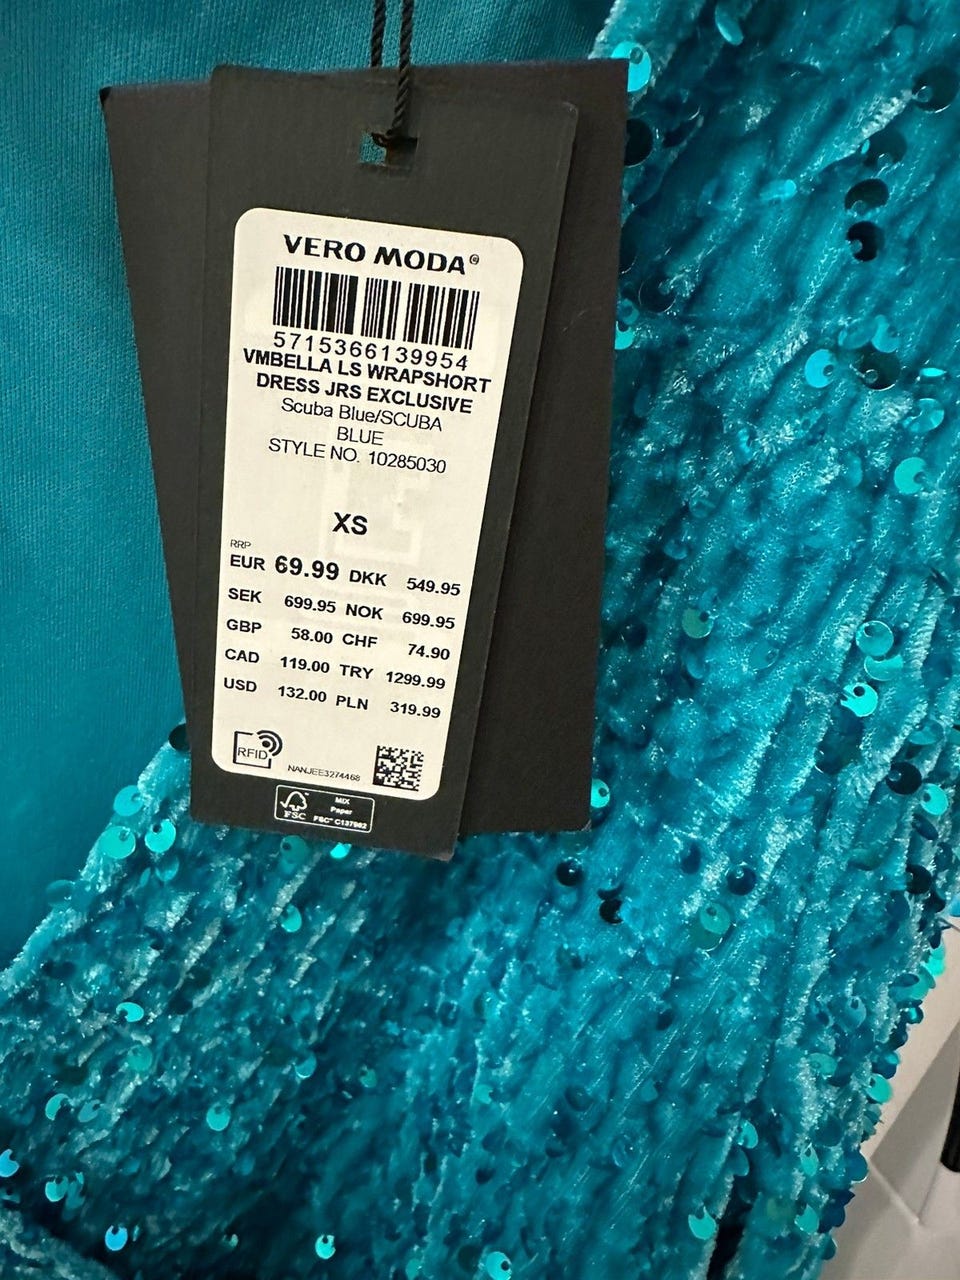 VERO MODA®
5715366139954
VMBELLA LS WRAPSHORT
DRESS JRS EXCLUSIVE
Scuba Blue/SCUBA
BLUE
STYLE NO. 10285030
XS
RRP
EUR 69.99 DKK 549.95
SEK 699.95 NOK 699.95
GBP 58.00 CHF 74.90
CAD 119.00 TRY 1299.99
USD 132.00 PLN 319.99
RFID
NANJEE3274468
FSC
MIX
Paper
FSC® C137982